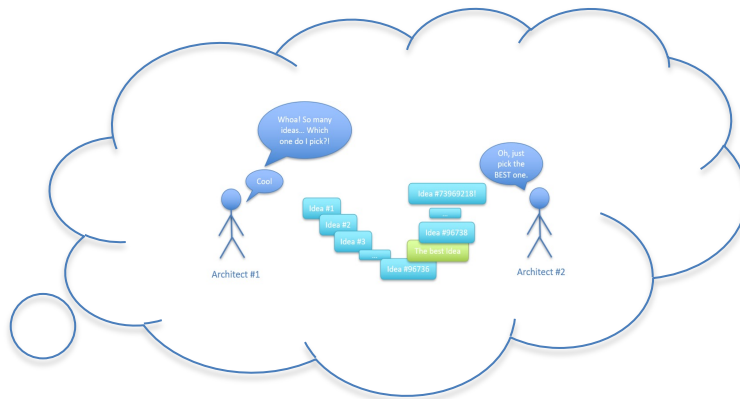 Whoa! So many
ideas... Which
one do I pick?!
Cool
Oh, just
pick the
BEST one.
Idea #1
Idea #2
Idea #3
...
Idea #96736
The best Idea
Idea #96738
...
Idea #73969218!
Architect #1
Architect #2